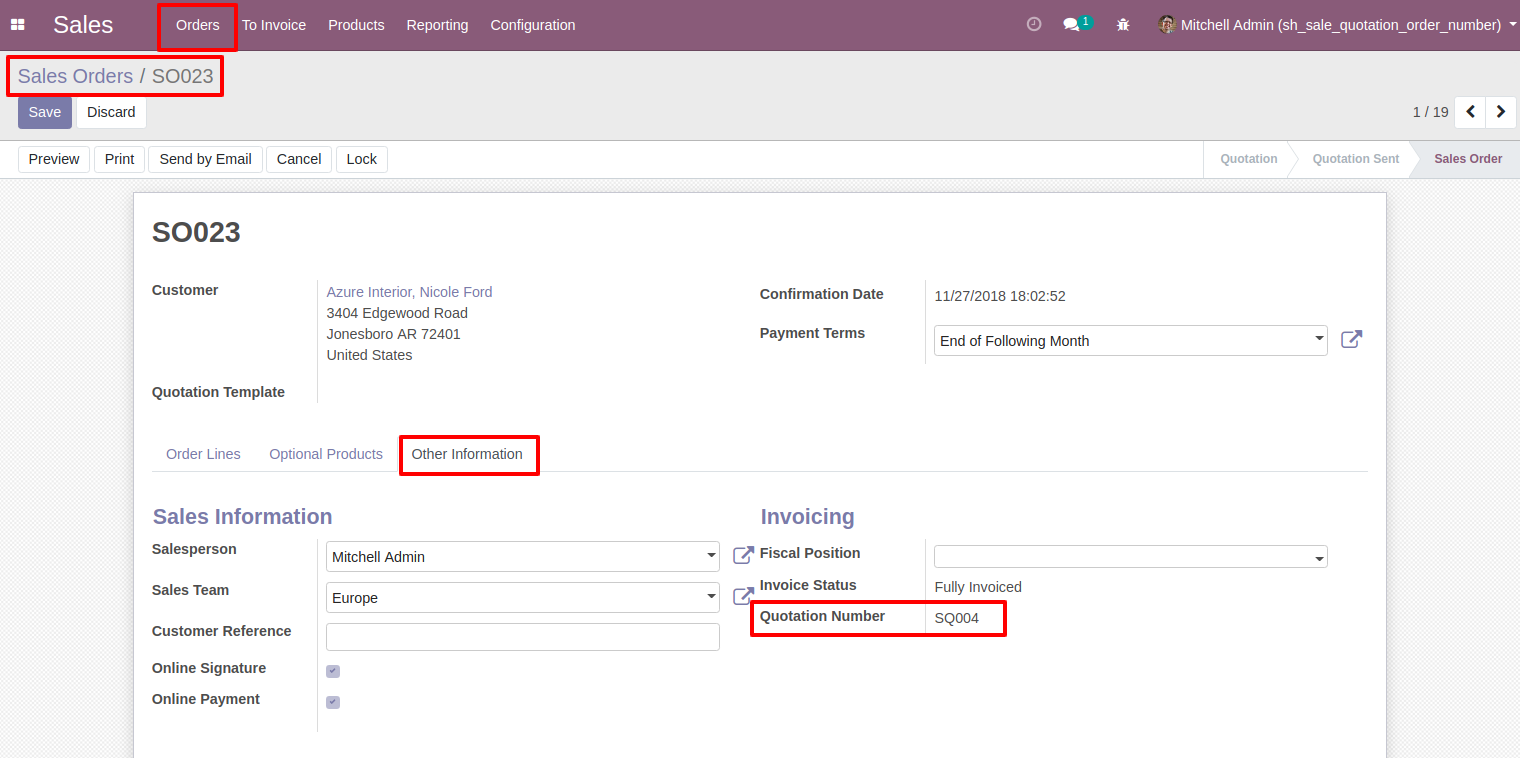 Sales Orders To Invoice Products Reporting Configuration 1 Mitchell Admin (sh_sale_quotation_order_number)
Sales Orders / SO023
Save Discard 1 / 19
Preview Print Send by Email Cancel Lock Quotation Quotation Sent Sales Order
SO023
Customer Azure Interior, Nicole Ford
3404 Edgewood Road
Jonesboro AR 72401
United States
Quotation Template
Confirmation Date 11/27/2018 18:02:52
Payment Terms End of Following Month
Order Lines Optional Products Other Information
Sales Information
Salesperson Mitchell Admin
Sales Team Europe
Customer Reference
Online Signature
Online Payment
Invoicing
Fiscal Position
Invoice Status Fully Invoiced
Quotation Number SQ004